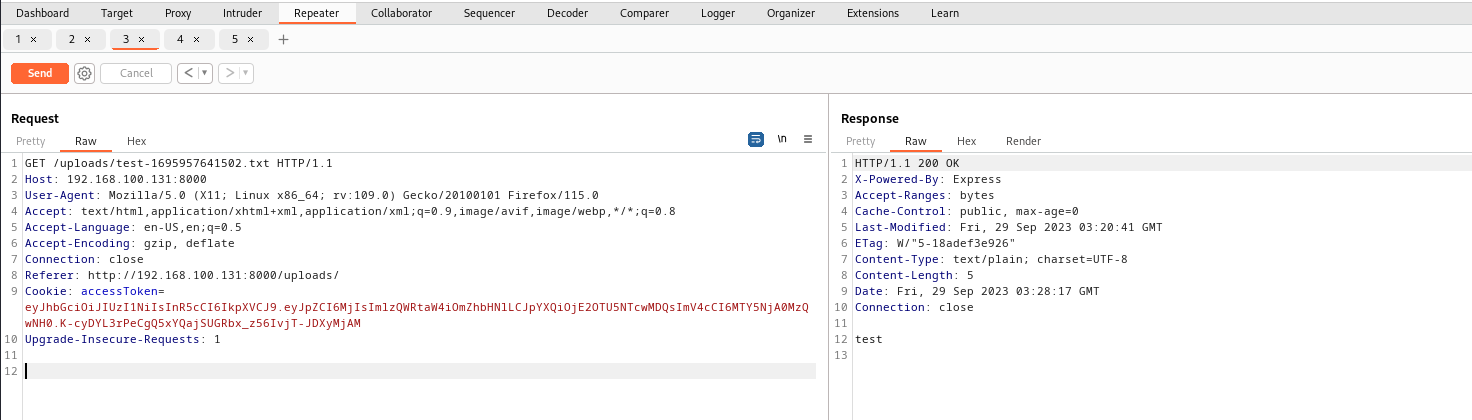 Dashboard Target Proxy Intruder Repeater Collaborator Sequencer Decoder Comparer Logger Organizer Extensions Learn
1 × 2 × 3 × 4 × 5 × +
Send Cancel < ▼ > ▼
Request
Pretty Raw Hex \n
1 GET /uploads/test-1695957641502.txt HTTP/1.1
2 Host: 192.168.100.131:8000
3 User-Agent: Mozilla/5.0 (X11; Linux x86_64; rv:109.0) Gecko/20100101 Firefox/115.0
4 Accept: text/html,application/xhtml+xml,application/xml;q=0.9,image/avif,image/webp,*/*;q=0.8
5 Accept-Language: en-US,en;q=0.5
6 Accept-Encoding: gzip, deflate
7 Connection: close
8 Referer: http://192.168.100.131:8000/uploads/
9 Cookie: accessToken=
eyJhbGciOiJIUzI1NiIsInR5cCI6IkpXVCJ9.eyJpZCI6MjIsImlzQWRtaW4iOmZhbHNlLCJpYXQiOjE2OTU5NTcwMDQsImV4cCI6MTY5NjA0MzQ
wNH0.K-cyDYL3rPeCgQ5xYQajSUGRbx_z56IvjT-JDXyMjAM
10 Upgrade-Insecure-Requests: 1
11
12
Response
Pretty Raw Hex Render
1 HTTP/1.1 200 OK
2 X-Powered-By: Express
3 Accept-Ranges: bytes
4 Cache-Control: public, max-age=0
5 Last-Modified: Fri, 29 Sep 2023 03:20:41 GMT
6 ETag: W/"5-18adef3e926"
7 Content-Type: text/plain; charset=UTF-8
8 Content-Length: 5
9 Date: Fri, 29 Sep 2023 03:28:17 GMT
10 Connection: close
11
12 test
13